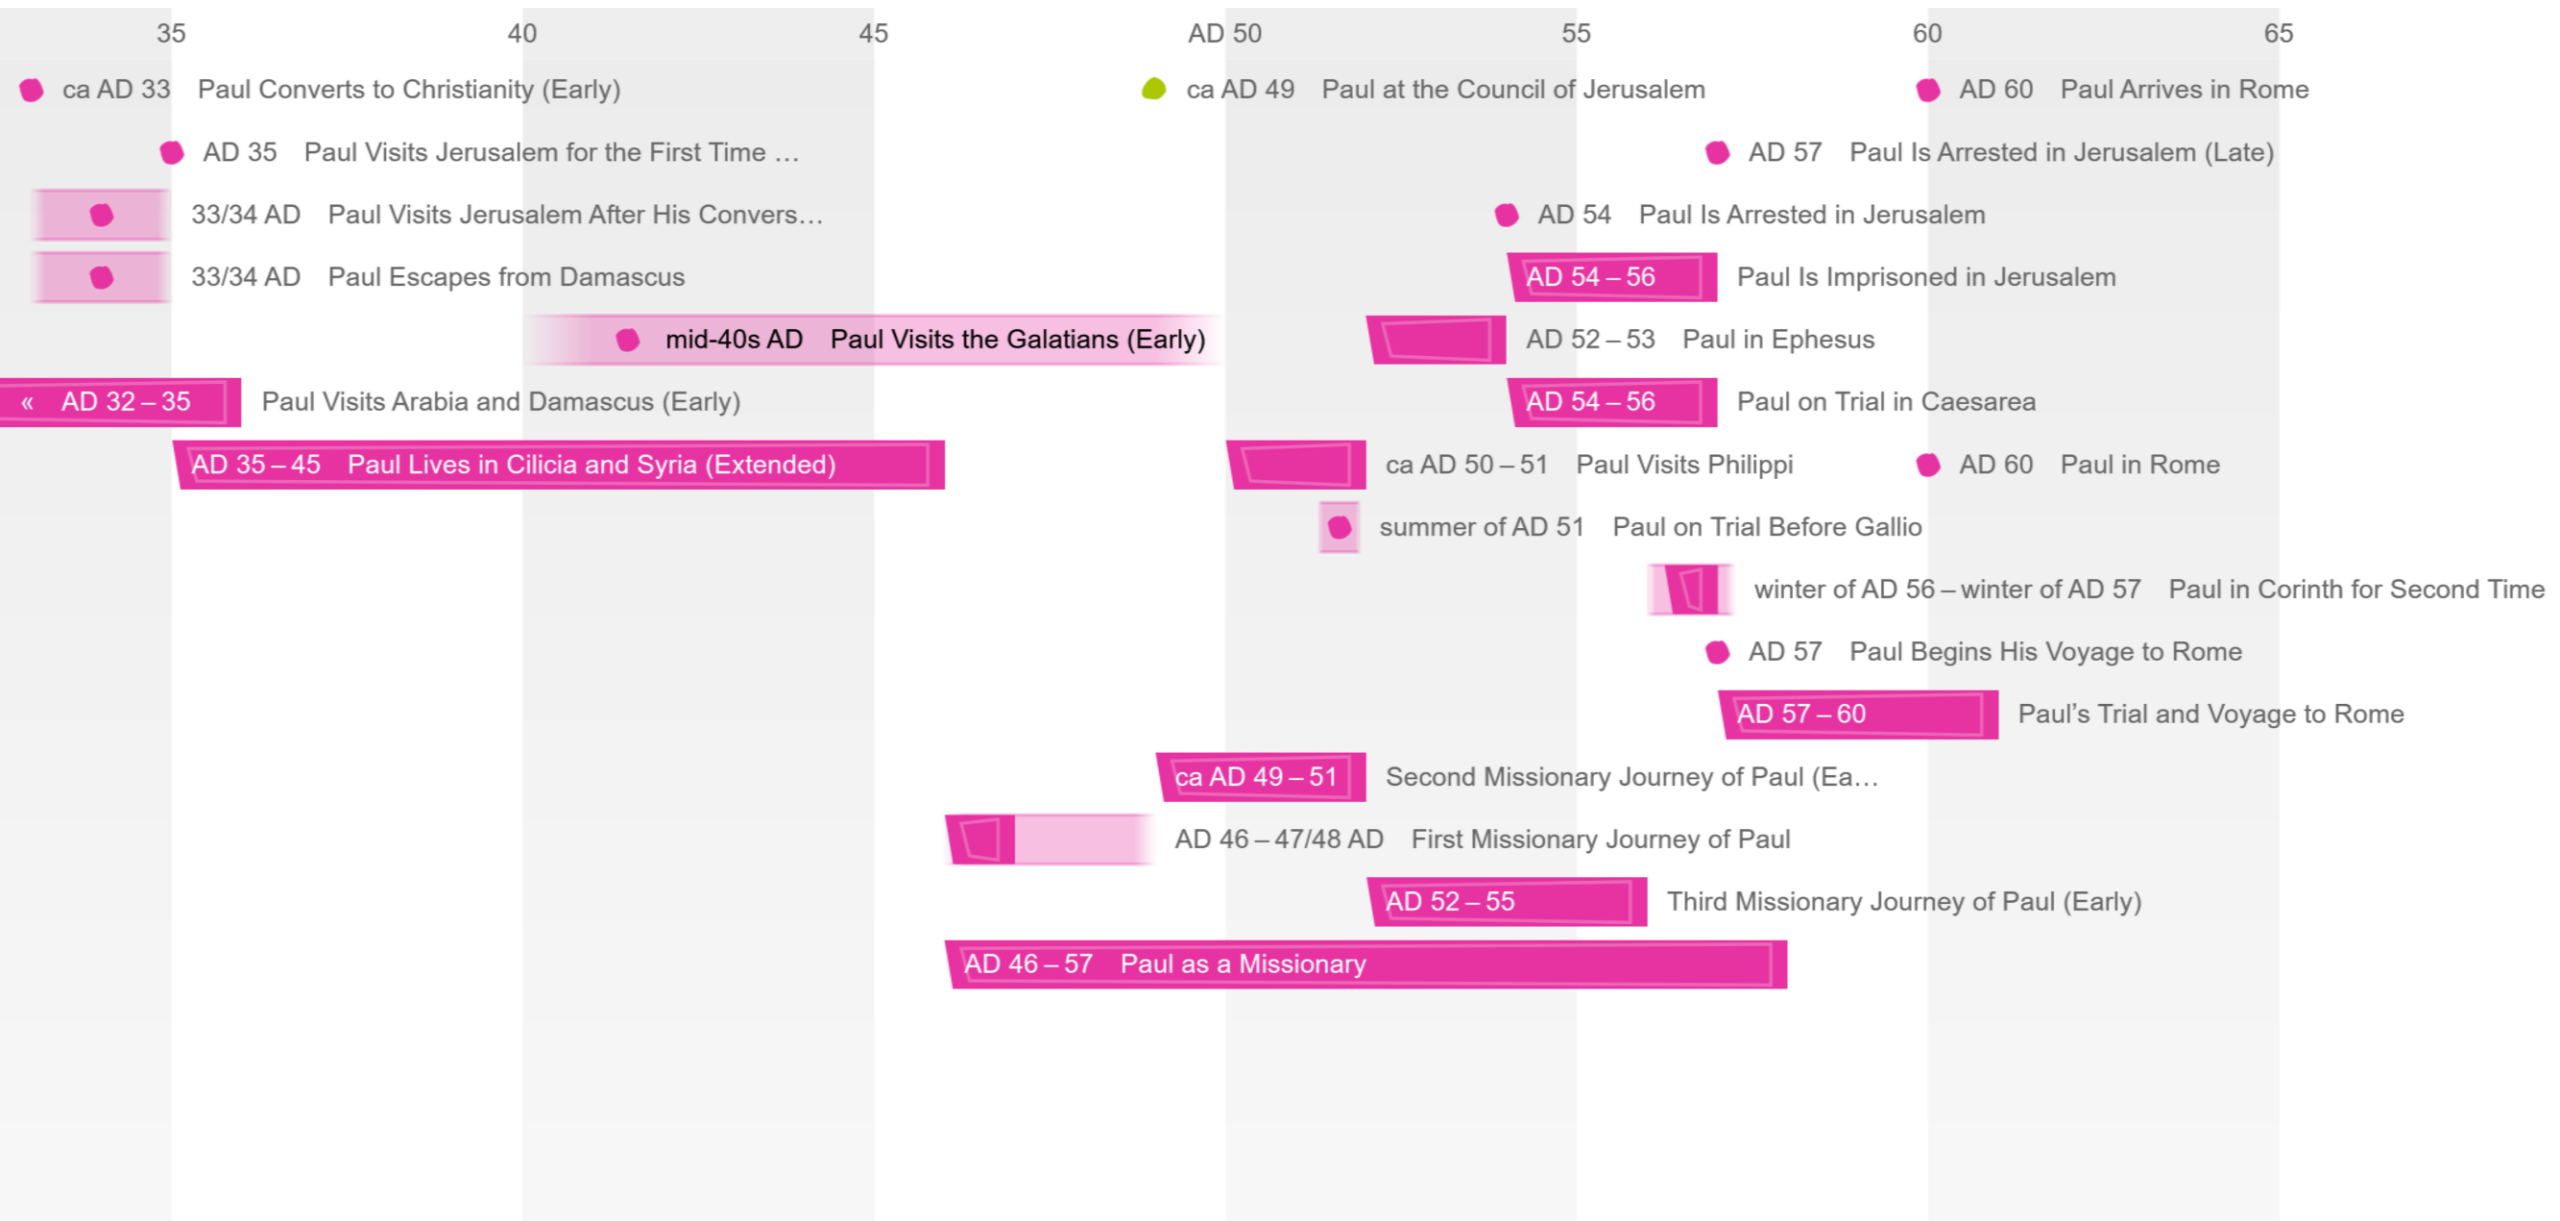 35 40 45 AD 50 55 60 65
ca AD 33 Paul Converts to Christianity (Early) ca AD 49 Paul at the Council of Jerusalem AD 60 Paul Arrives in Rome
AD 35 Paul Visits Jerusalem for the First Time … AD 57 Paul Is Arrested in Jerusalem (Late)
33/34 AD Paul Visits Jerusalem After His Convers… AD 54 Paul Is Arrested in Jerusalem
33/34 AD Paul Escapes from Damascus AD 54 – 56 Paul Is Imprisoned in Jerusalem
mid-40s AD Paul Visits the Galatians (Early) AD 52 – 53 Paul in Ephesus
« AD 32 – 35 Paul Visits Arabia and Damascus (Early) AD 54 – 56 Paul on Trial in Caesarea
AD 35 – 45 Paul Lives in Cilicia and Syria (Extended) ca AD 50 – 51 Paul Visits Philippi AD 60 Paul in Rome
summer of AD 51 Paul on Trial Before Gallio
winter of AD 56 – winter of AD 57 Paul in Corinth for Second Time
AD 57 Paul Begins His Voyage to Rome
AD 57 – 60 Paul’s Trial and Voyage to Rome
ca AD 49 – 51 Second Missionary Journey of Paul (Ea…
AD 46 – 47/48 AD First Missionary Journey of Paul
AD 52 – 55 Third Missionary Journey of Paul (Early)
AD 46 – 57 Paul as a Missionary